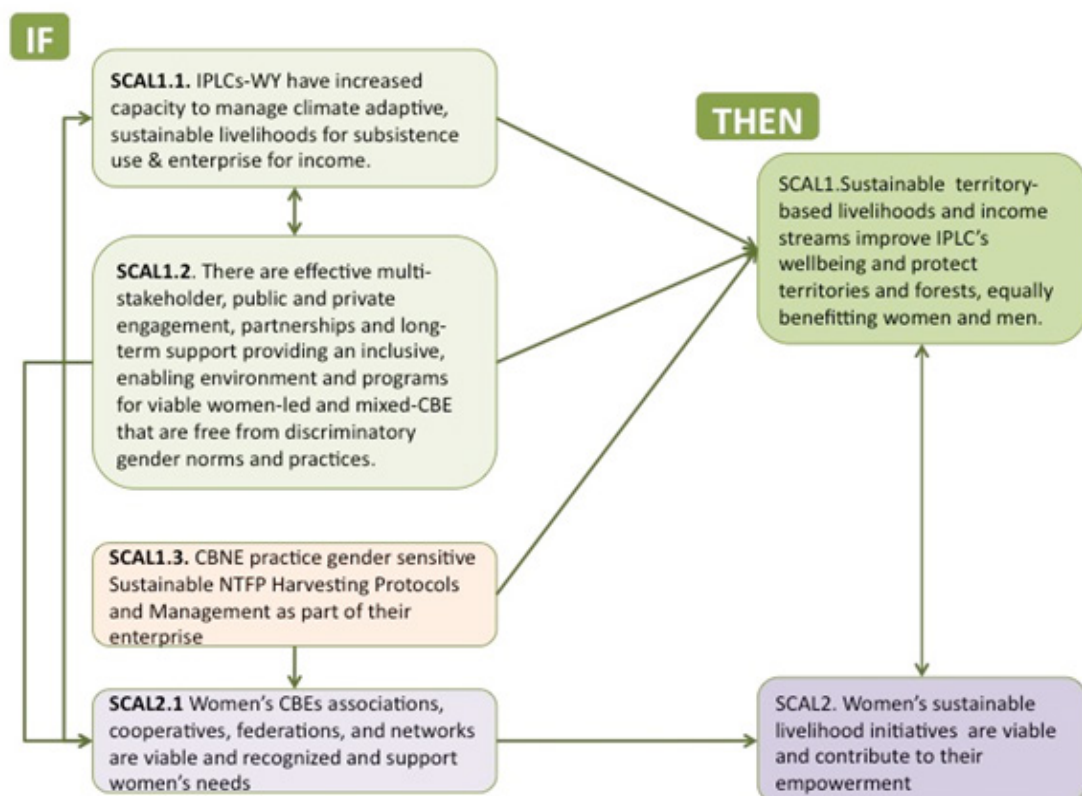 IF
SCAL1.1. IPLCs-WY have increased
capacity to manage climate adaptive,
sustainable livelihoods for subsistence
use & enterprise for income.
SCAL1.2. There are effective multi-
stakeholder, public and private
engagement, partnerships and long-
term support providing an inclusive,
enabling environment and programs
for viable women-led and mixed-CBE
that are free from discriminatory
gender norms and practices.
SCAL1.3. CBNE practice gender sensitive
Sustainable NTFP Harvesting Protocols
and Management as part of their
enterprise
SCAL2.1 Women's CBEs associations,
cooperatives, federations, and networks
are viable and recognized and support
women's needs
THEN
SCAL1.Sustainable territory-
based livelihoods and income
streams improve IPLC's
wellbeing and protect
territories and forests, equally
benefitting women and men.
SCAL2. Women's sustainable
livelihood initiatives are viable
and contribute to their
empowerment